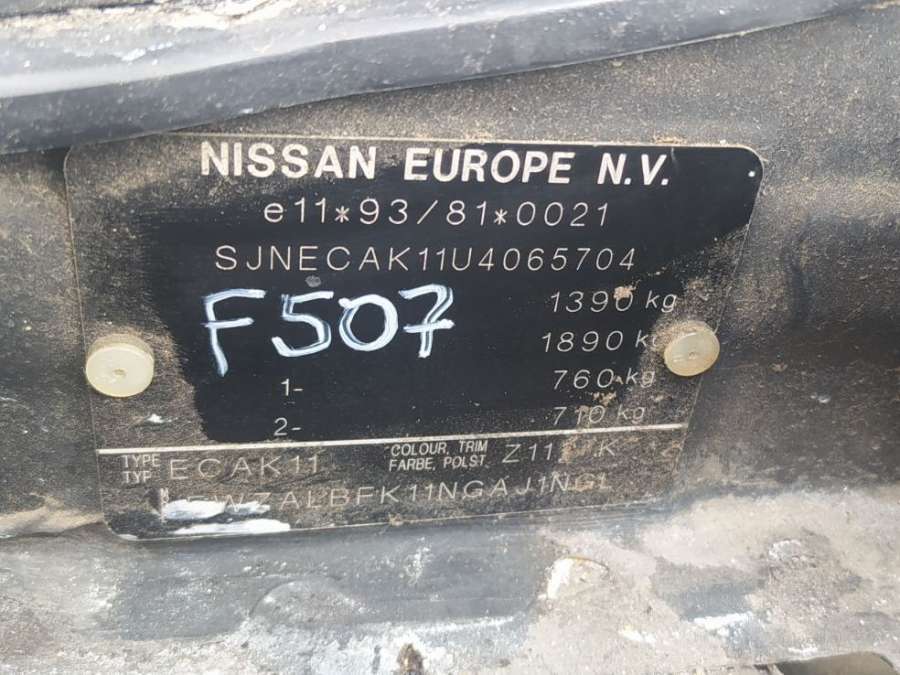 NISSAN EUROPE N.V.
e11*93/81*0021
SJNECAK11U4065704
F507
1390 kg
1890 kg
1- 760 kg
2- 710 kg
TYPE TYP ECAK11 COLOUR, TRIM FARBE, POLST.